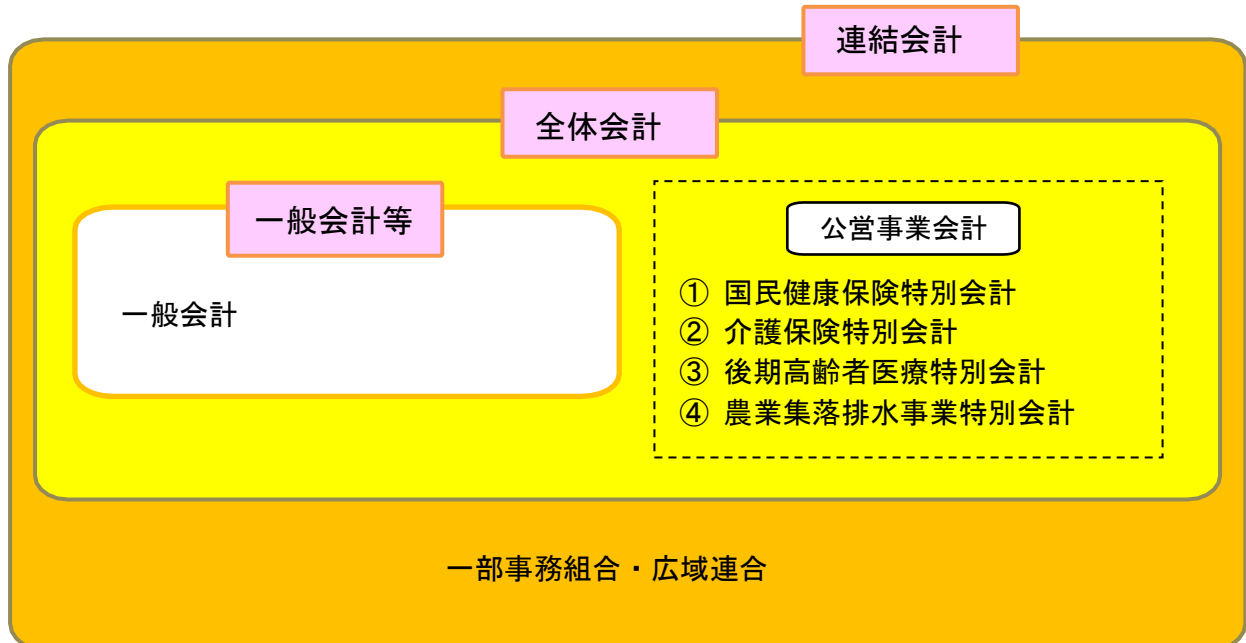 連結会計
全体会計
一般会計等
一般会計
公営事業会計
① 国民健康保険特別会計
② 介護保険特別会計
③ 後期高齢者医療特別会計
④ 農業集落排水事業特別会計
一部事務組合・広域連合